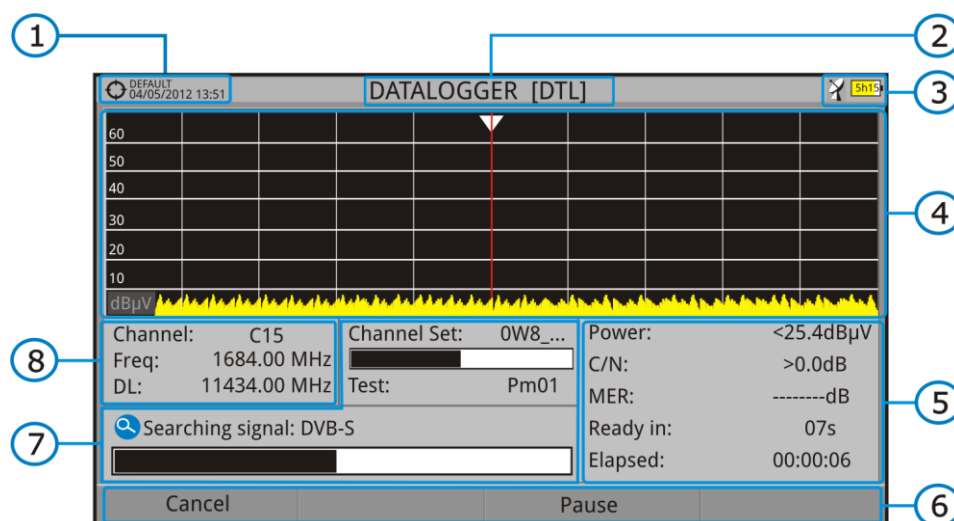 1
2
3
DEFAULT
04/05/2012 13:51
DATALOGGER [DTL]
5h15
60
50
40
30
20
10
dBµV
4
Channel: C15
Freq: 1684.00 MHz
DL: 11434.00 MHz
8
Channel Set: 0W8_...
Test: Pm01
Power: <25.4dBµV
C/N: >0.0dB
MER: --------dB
Ready in: 07s
Elapsed: 00:00:06
5
7
Searching signal: DVB-S
Cancel
Pause
6